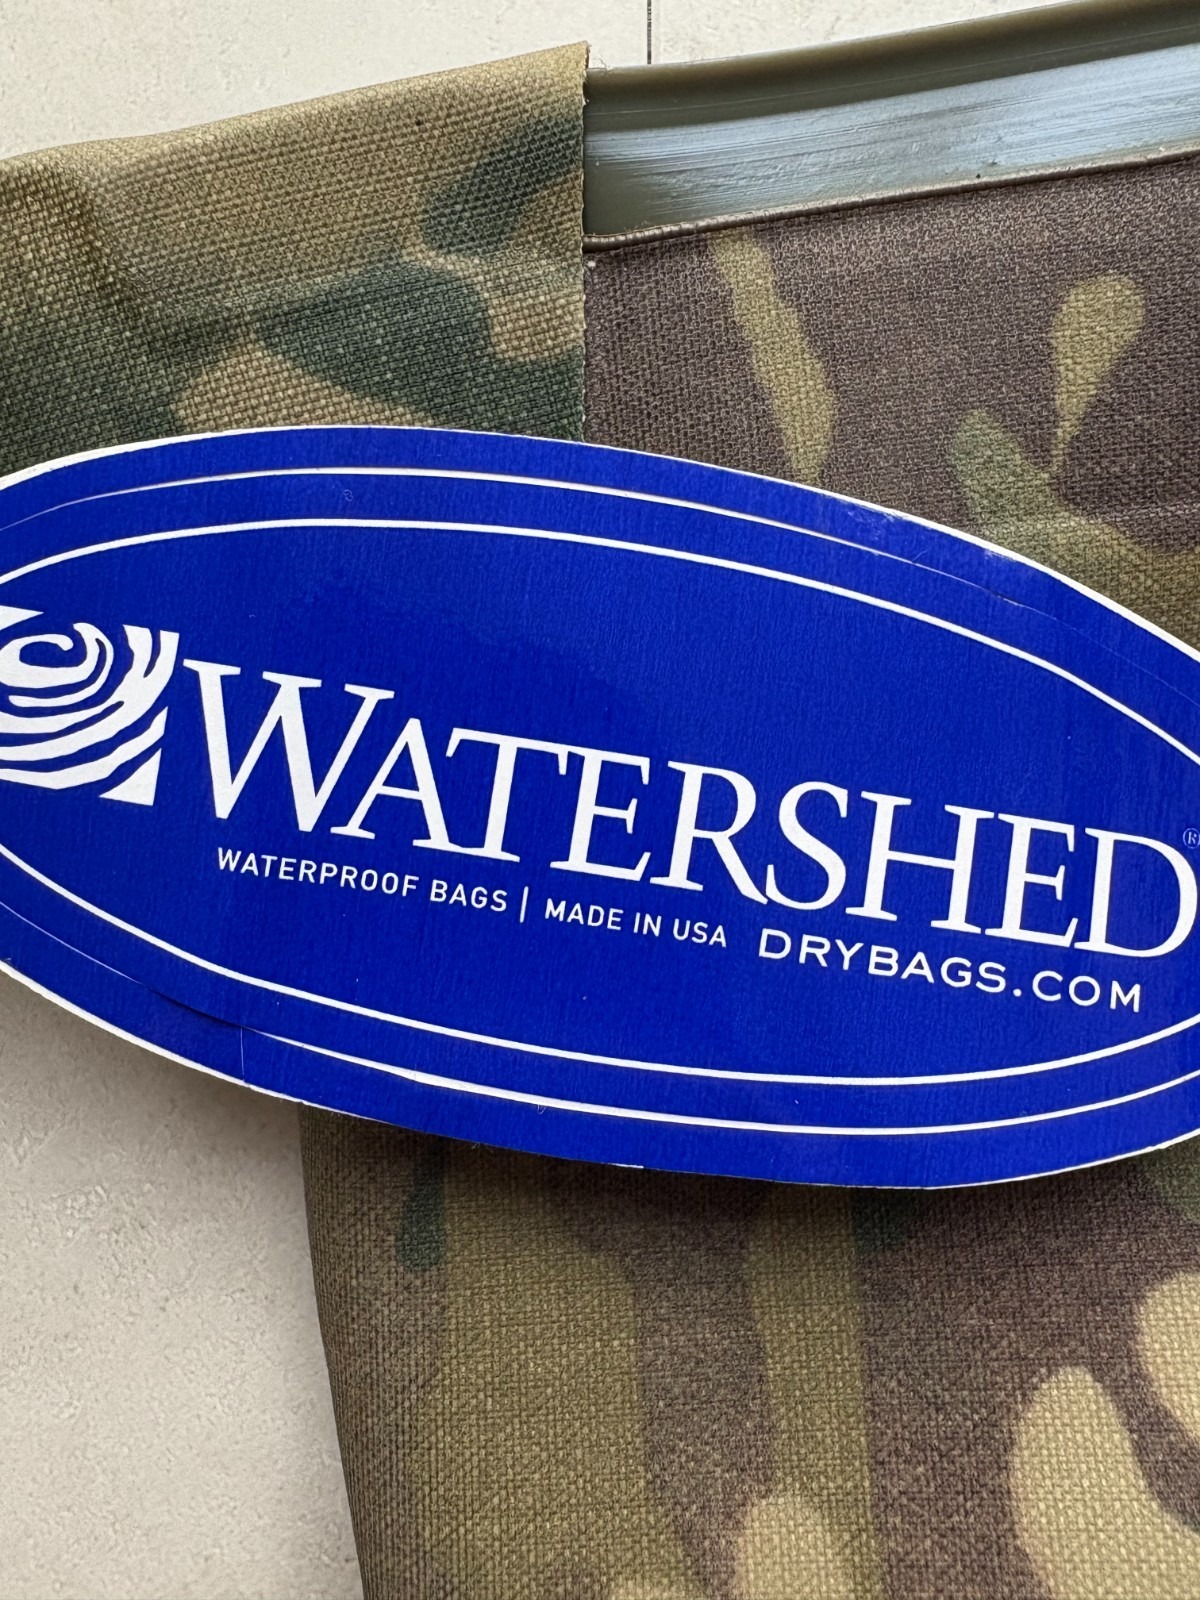 WATERSHED®
WATERPROOF BAGS | MADE IN USA DRYBAGS.COM